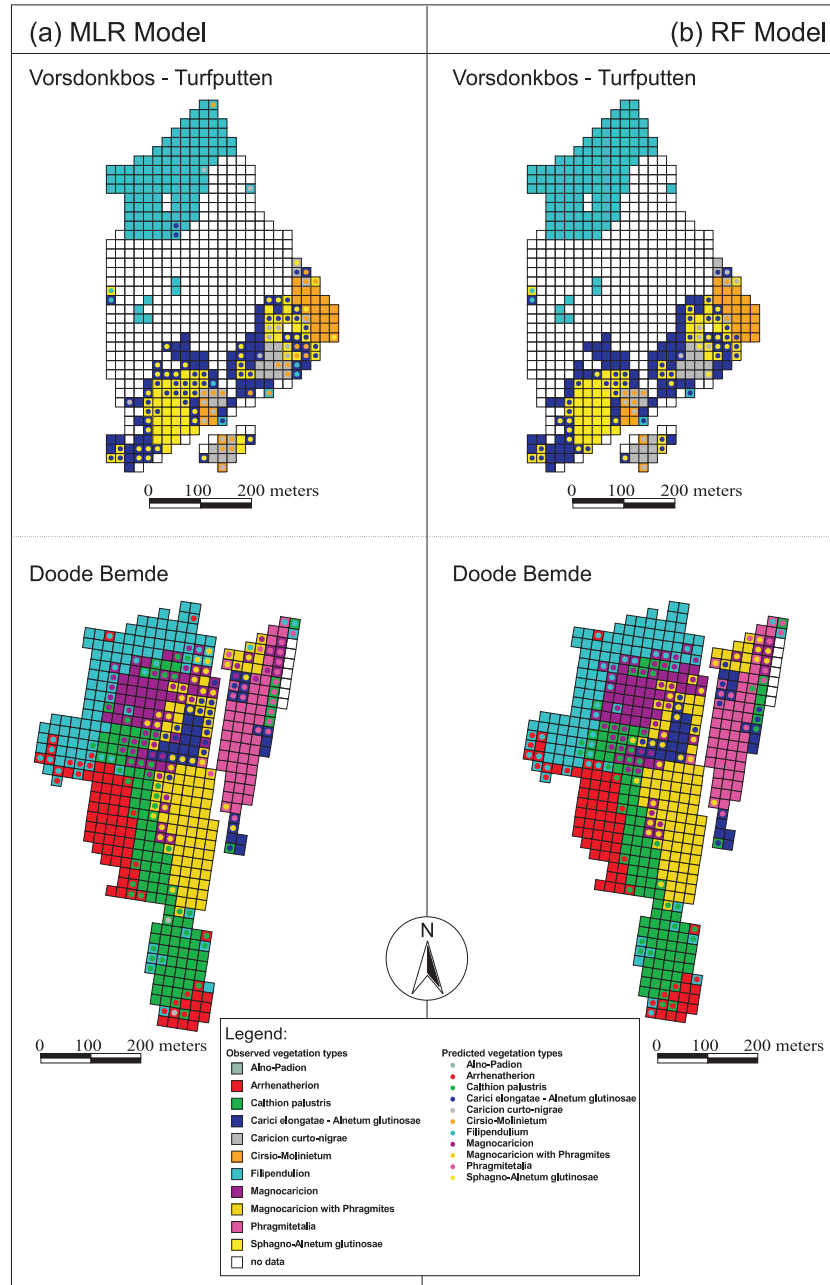 (a) MLR Model
(b) RF Model
Vorsdonkbos - Turfputten
Vorsdonkbos - Turfputten
0 100 200 meters
0 100 200 meters
Doode Bemde
Doode Bemde
N
0 100 200 meters
0 100 200 meters
Legend:
Observed vegetation types
Alno-Padion
Arrhenatherion
Calthion palustris
Carici elongatae - Alnetum glutinosae
Caricion curto-nigrae
Cirsio-Molinietum
Filipendulion
Magnocaricion
Magnocaricion with Phragmites
Phragmitetalia
Sphagno-Alnetum glutinosae
no data
Predicted vegetation types
Alno-Padion
Arrhenatherion
Calthion palustris
Carici elongatae - Alnetum glutinosae
Caricion curto-nigrae
Cirsio-Molinietum
Filipendulium
Magnocaricion
Magnocaricion with Phragmites
Phragmitetalia
Sphagno-Alnetum glutinosae